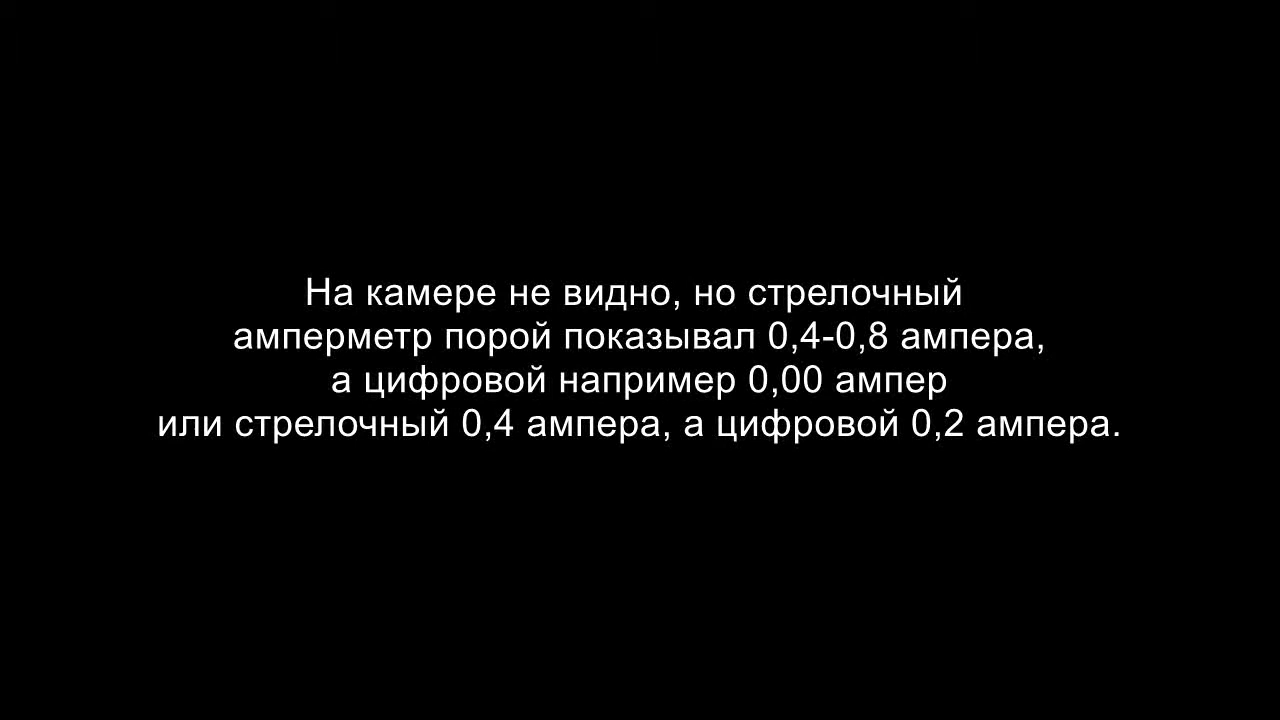 На камере не видно, но стрелочный
амперметр порой показывал 0,4-0,8 ампера,
а цифровой например 0,00 ампер
или стрелочный 0,4 ампера, а цифровой 0,2 ампера.